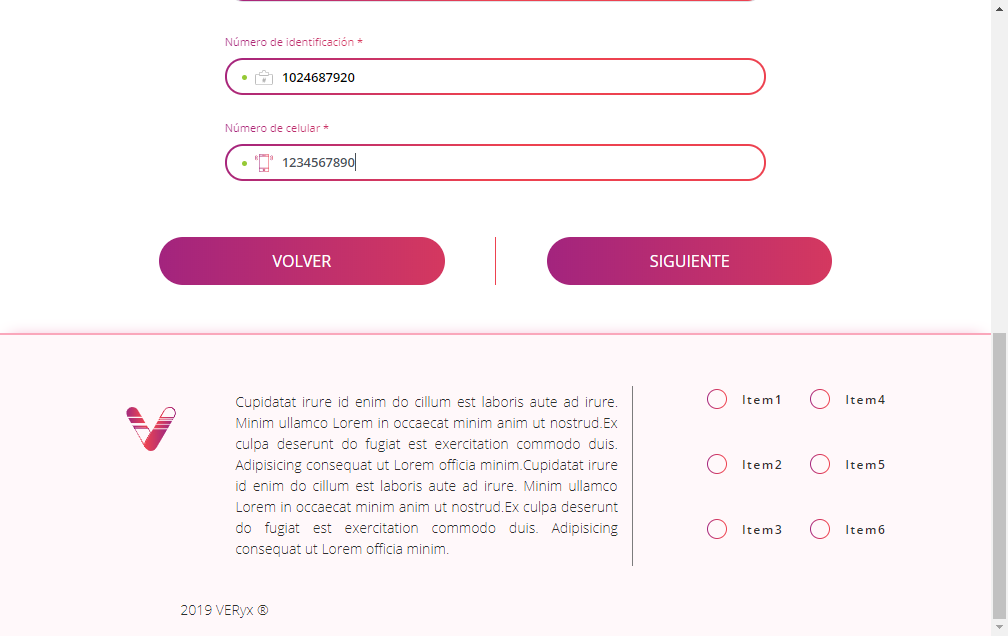 Número de identificación *
1024687920
Número de celular *
1234567890
VOLVER
SIGUIENTE
Cupidatat irure id enim do cillum est laboris aute ad irure.
Minim ullamco Lorem in occaecat minim anim ut nostrud.Ex
culpa deserunt do fugiat est exercitation commodo duis.
Adipisicing consequat ut Lorem officia minim.Cupidatat irure
id enim do cillum est laboris aute ad irure. Minim ullamco
Lorem in occaecat minim anim ut nostrud.Ex culpa deserunt
do fugiat est exercitation commodo duis. Adipisicing
consequat ut Lorem officia minim.
Item1
Item4
Item2
Item5
Item3
Item6
2019 VERyx ®